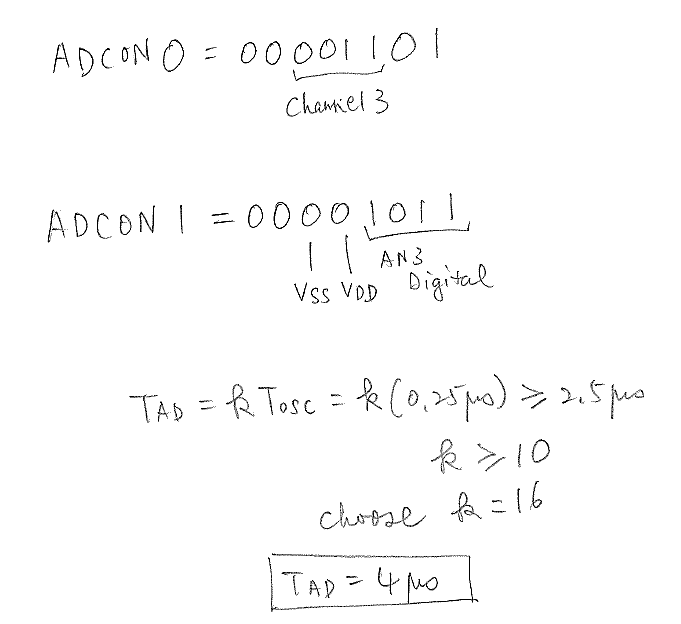 ADCON0 = 00001101
Channel 3
ADCON1 = 00001011
VSS VDD AN3 Digital
TAD = k Tosc = k(0.25μs) ≥ 2.5μs
k ≥ 10
choose k = 16
TAD = 4μs